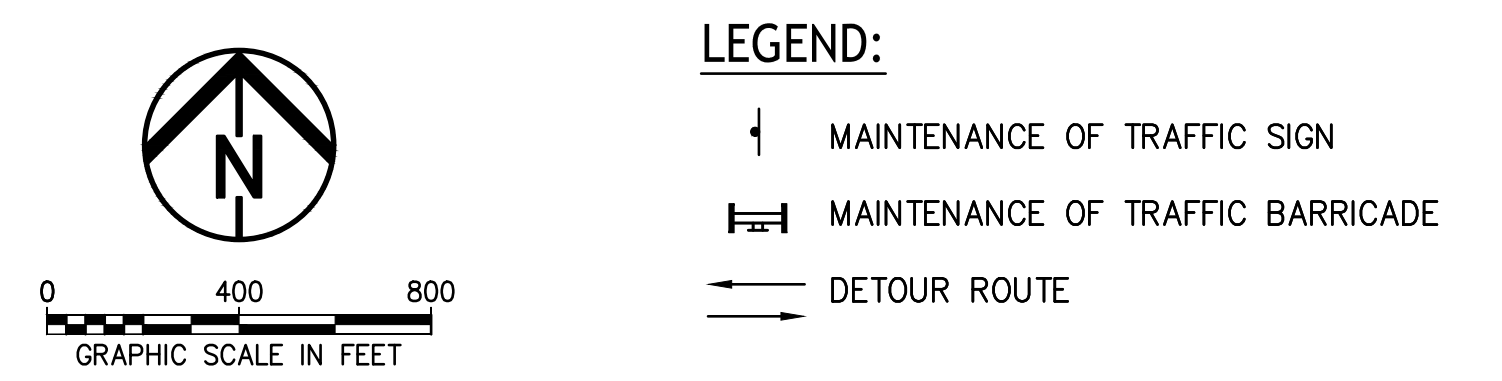 N
0 400 800
GRAPHIC SCALE IN FEET
LEGEND:
MAINTENANCE OF TRAFFIC SIGN
MAINTENANCE OF TRAFFIC BARRICADE
DETOUR ROUTE